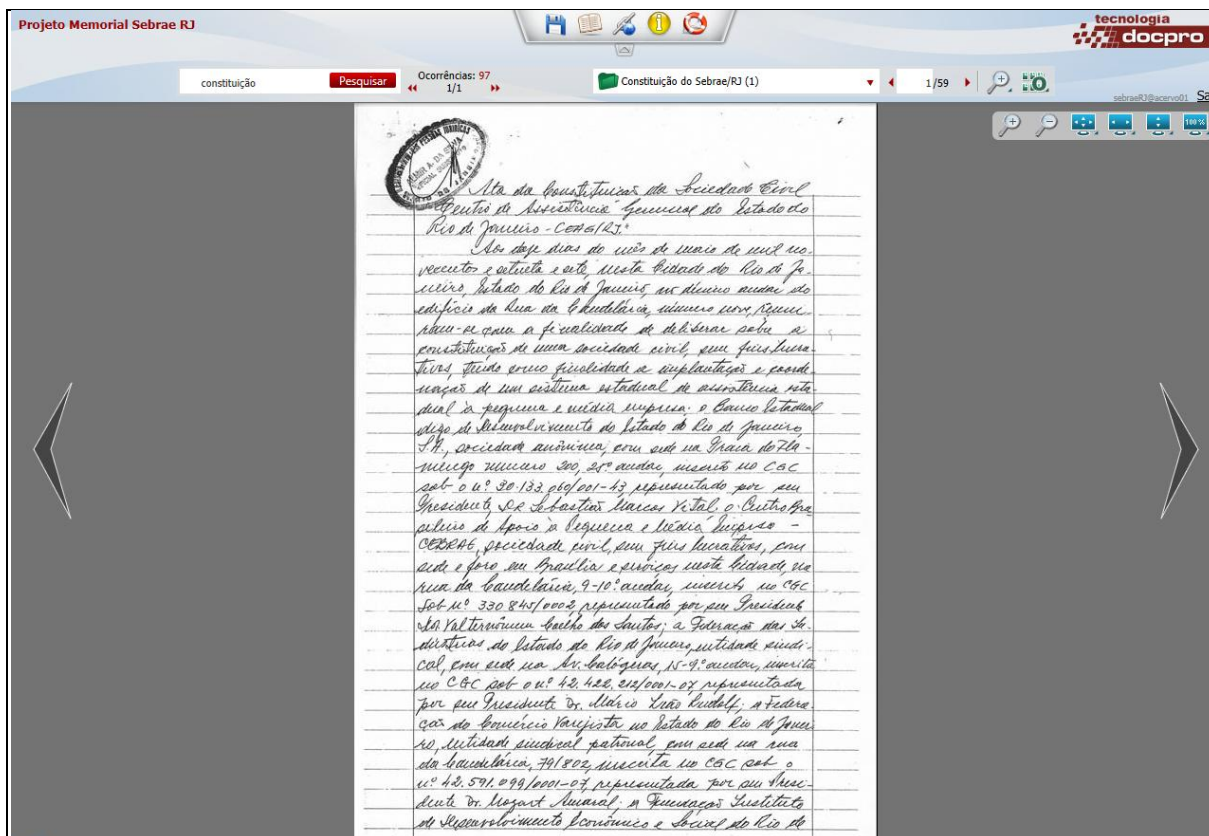 Projeto Memorial Sebrae RJ
tecnologia
docpro
constituição
Pesquisar
Ocorrências: 97
1/1
Constituição do Sebrae/RJ (1)
1/59
sebraeRJ@acervo01 Sa
100%
Ata da Constituição da Sociedade Civil
Centro de Assistência Gerencial do Estado do
Rio de Janeiro - CEAG/RJ.
Aos doze dias do mês de maio de mil no-
vecentos e setenta e sete, nesta Cidade do Rio de Ja-
neiro, Estado do Rio de Janeiro, no décimo andar do
edifício da Rua da Candelária, número nove, reuni-
ram-se com a finalidade de deliberar sobre a
constituição de uma sociedade civil, sem fins lucra-
tivos, tendo como finalidade a implantação e coorde-
nação de um sistema estadual de assistência esta-
dual à pequena e média empresa: o Banco Estadual
digo de Desenvolvimento do Estado do Rio de Janeiro
S.A., sociedade anônima, com sede na Praia do Fla-
mengo número 200, 25º andar, inscrito no CGC
sob o nº 30.133.060/001-43, representado por seu
Presidente, DR Sebastião Marcos Vital, o Centro Bra-
sileiro de Apoio à Pequena e Média Empresa -
CEBRAE, sociedade civil, sem fins lucrativos, com
sede e foro em Brasília e serviços nesta Cidade, na
rua da Candelária, 9-10º andar, inscrito no CGC
sob nº 330845/0002, representado por seu Presidente
Coelho dos Santos; a Federação das In-
dústrias do Estado do Rio de Janeiro, entidade sindi-
cal, com sede na Av. Calógeras, 15-9º andar, inscrita
no CGC sob o nº 42.422.212/0001-07 representada
por seu Presidente Dr. Mário Ludolf; a Federa-
ção do Comércio Varejista no Estado do Rio de Janei-
ro, entidade sindical patronal, com sede na rua
da Candelária, 79/802, inscrita no CGC sob o
nº 42.591.099/0001-07, representada por seu Presi-
dente Dr. Mozart Amaral; a Fundação Instituto
de Desenvolvimento Econômico e Social do Rio de